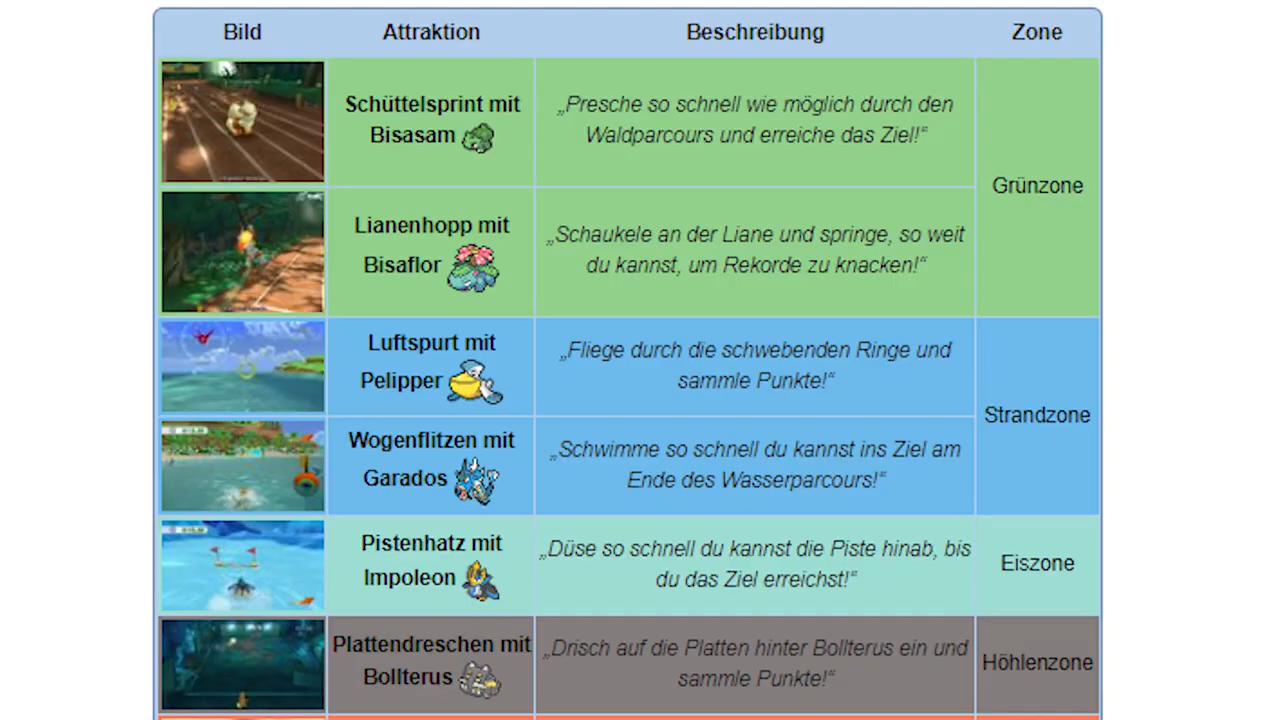 Bild Attraktion Beschreibung Zone
Schüttelsprint mit
Bisasam
„Presche so schnell wie möglich durch den
Waldparcours und erreiche das Ziel!“
Grünzone
Lianenhopp mit
Bisaflor
„Schaukele an der Liane und springe, so weit
du kannst, um Rekorde zu knacken!“
Luftspurt mit
Pelipper
„Fliege durch die schwebenden Ringe und
sammle Punkte!“
Strandzone
Wogenflitzen mit
Garados
„Schwimme so schnell du kannst ins Ziel am
Ende des Wasserparcours!“
Pistenhatz mit
Impoleon
„Düse so schnell du kannst die Piste hinab, bis
du das Ziel erreichst!“
Eiszone
Plattendreschen mit
Bollterus
„Drisch auf die Platten hinter Bollterus ein und
sammle Punkte!“
Höhlenzone